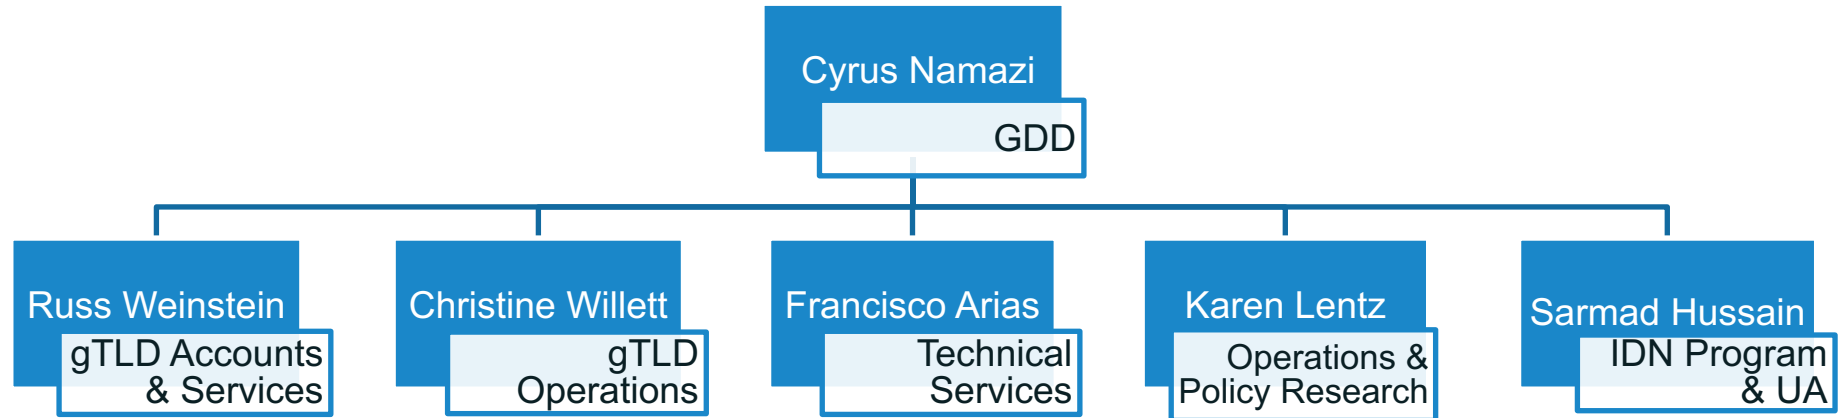 Cyrus Namazi
GDD
Russ Weinstein
gTLD Accounts
& Services
Christine Willett
gTLD
Operations
Francisco Arias
Technical
Services
Karen Lentz
Operations &
Policy Research
Sarmad Hussain
IDN Program
& UA